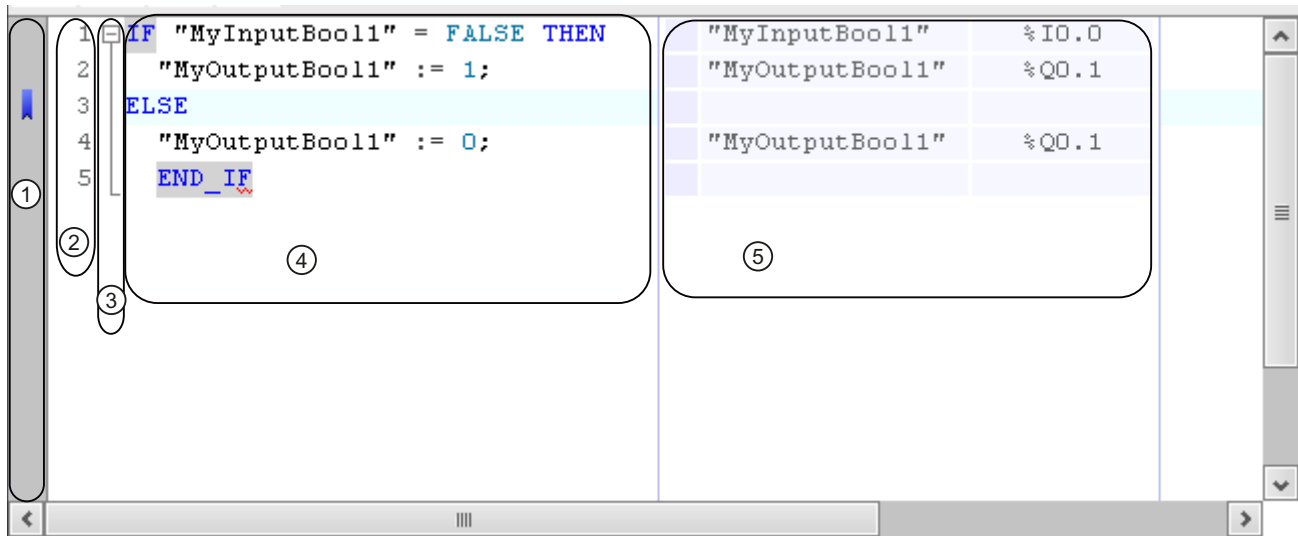 1 IF "MyInputBool1" = FALSE THEN "MyInputBool1" %I0.0
2 "MyOutputBool1" := 1; "MyOutputBool1" %Q0.1
3 ELSE
4 "MyOutputBool1" := 0; "MyOutputBool1" %Q0.1
5 END_IF
1
2
3
4
5